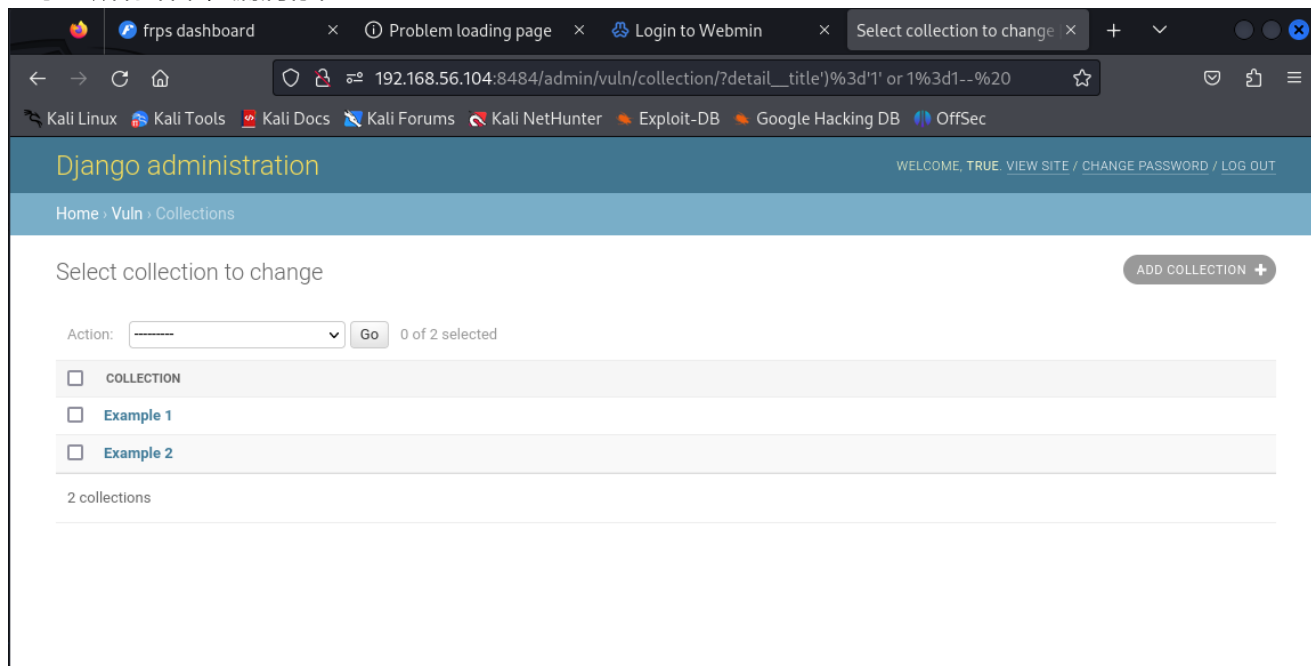 frps dashboard Problem loading page Login to Webmin Select collection to change
192.168.56.104:8484/admin/vuln/collection/?detail__title')%3d'1' or 1%3d1--%20
Kali Linux Kali Tools Kali Docs Kali Forums Kali NetHunter Exploit-DB Google Hacking DB OffSec
Django administration WELCOME, TRUE. VIEW SITE / CHANGE PASSWORD / LOG OUT
Home › Vuln › Collections
Select collection to change ADD COLLECTION +
Action: --------- Go 0 of 2 selected
COLLECTION
Example 1
Example 2
2 collections